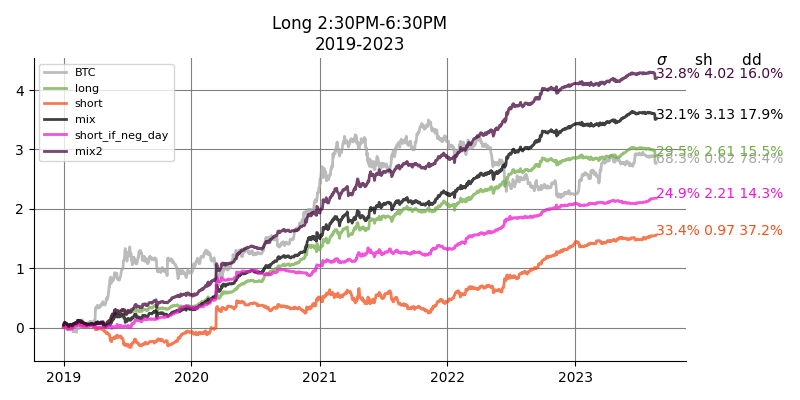 Long 2:30PM-6:30PM
2019-2023
σ sh dd
BTC
long
short
mix
short_if_neg_day
mix2
32.8% 4.02 16.0%
32.1% 3.13 17.9%
29.5% 2.61 15.5%
68.3% 0.62 78.4%
24.9% 2.21 14.3%
33.4% 0.97 37.2%
4
3
2
1
0
2019 2020 2021 2022 2023